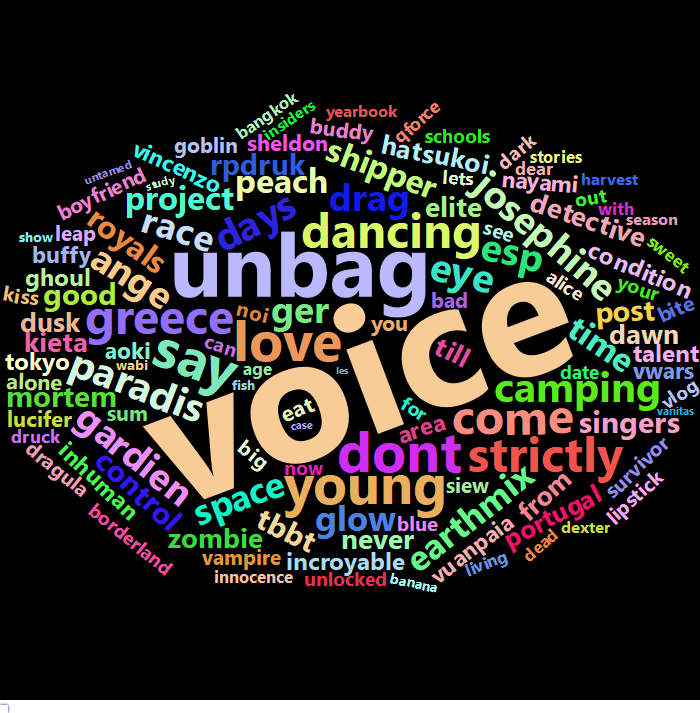 yearbook
bangkok
insiders
qforce
buddy
schools
goblin
sheldon
hatsukoi
dark
stories
vincenzo
rpdruk
shipper
lets
dear
untamed
study
peach
nayami
harvest
boyfriend
project
drag
elite
josephine
out
with
royals
race
days
dancing
see
detective
season
show
leap
buffy
ange
unbag
eye
esp
alice
condition
sweet
ghoul
your
kiss
good
greece
noi
ger
bad
post
bite
dusk
love
you
till
time
dawn
kieta
aoki
can
say
voice
talent
tokyo
wabi
age
les
date
vwars
alone
paradis
fish
camping
vlog
mortem
sum
eat
for
vanitas
lucifer
gardien
case
area
come
singers
druck
big
dont
strictly
survivor
dragula
inhuman
control
now
young
siew
from
lipstick
space
earthmix
portugal
borderland
tbbt
glow
blue
dexter
zombie
never
vuanpaia
dead
vampire
incroyable
living
innocence
unlocked
banana